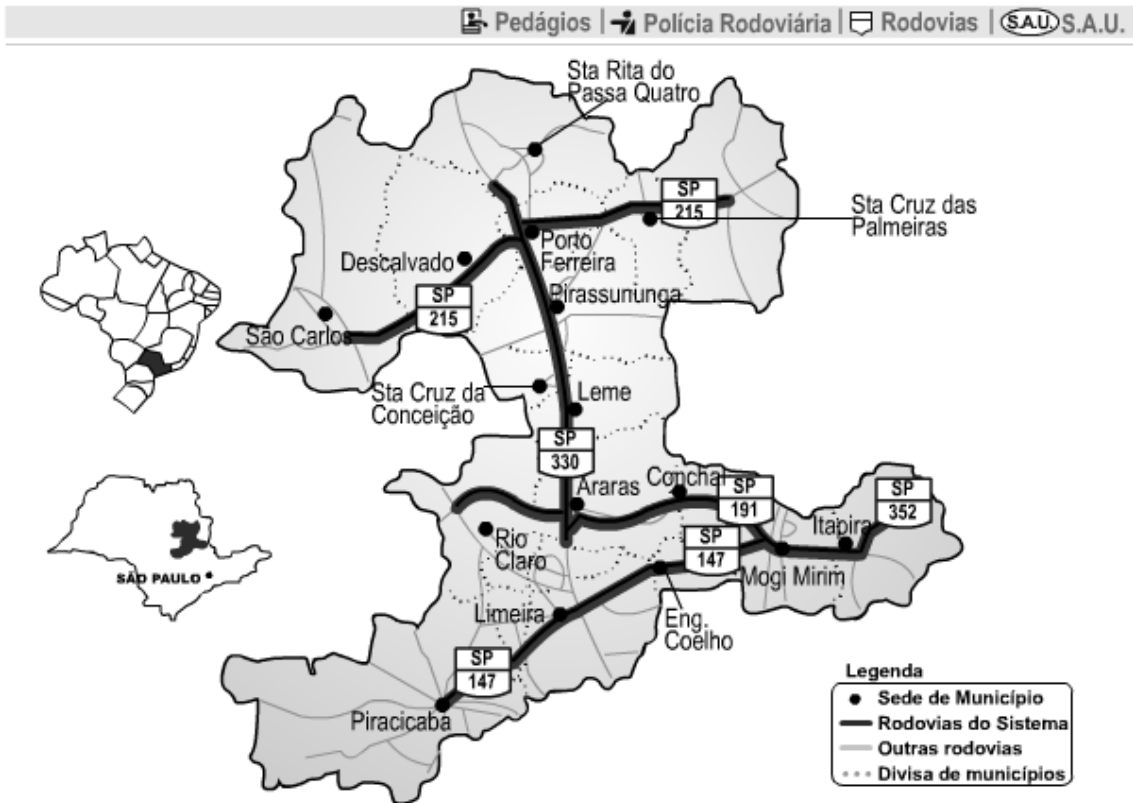 Pedágios | Polícia Rodoviária | Rodovias | S.A.U. S.A.U.
Sta Rita do
Passa Quatro
SP
215
Sta Cruz das
Palmeiras
Porto
Ferreira
Descalvado
SP
215
Pirassununga
São Carlos
Sta Cruz da
Conceição
Leme
SP
330
Conchal
Araras
SP
191
SP
352
Itapira
Rio
Claro
SP
147
Mogi Mirim
SÃO PAULO
Limeira
Eng.
Coelho
SP
147
Piracicaba
Legenda
Sede de Município
Rodovias do Sistema
Outras rodovias
Divisa de municípios